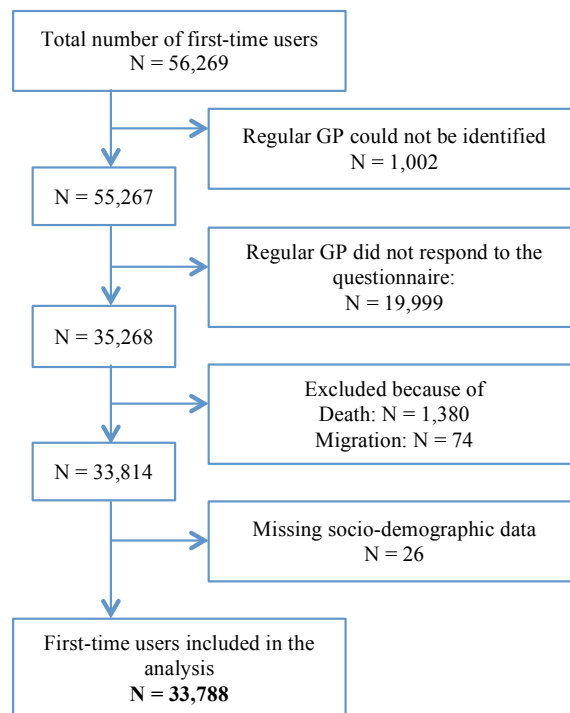 Total number of first-time users
N = 56,269
Regular GP could not be identified
N = 1,002
N = 55,267
Regular GP did not respond to the
questionnaire:
N = 19,999
N = 35,268
Excluded because of
Death: N = 1,380
Migration: N = 74
N = 33,814
Missing socio-demographic data
N = 26
First-time users included in the
analysis
N = 33,788